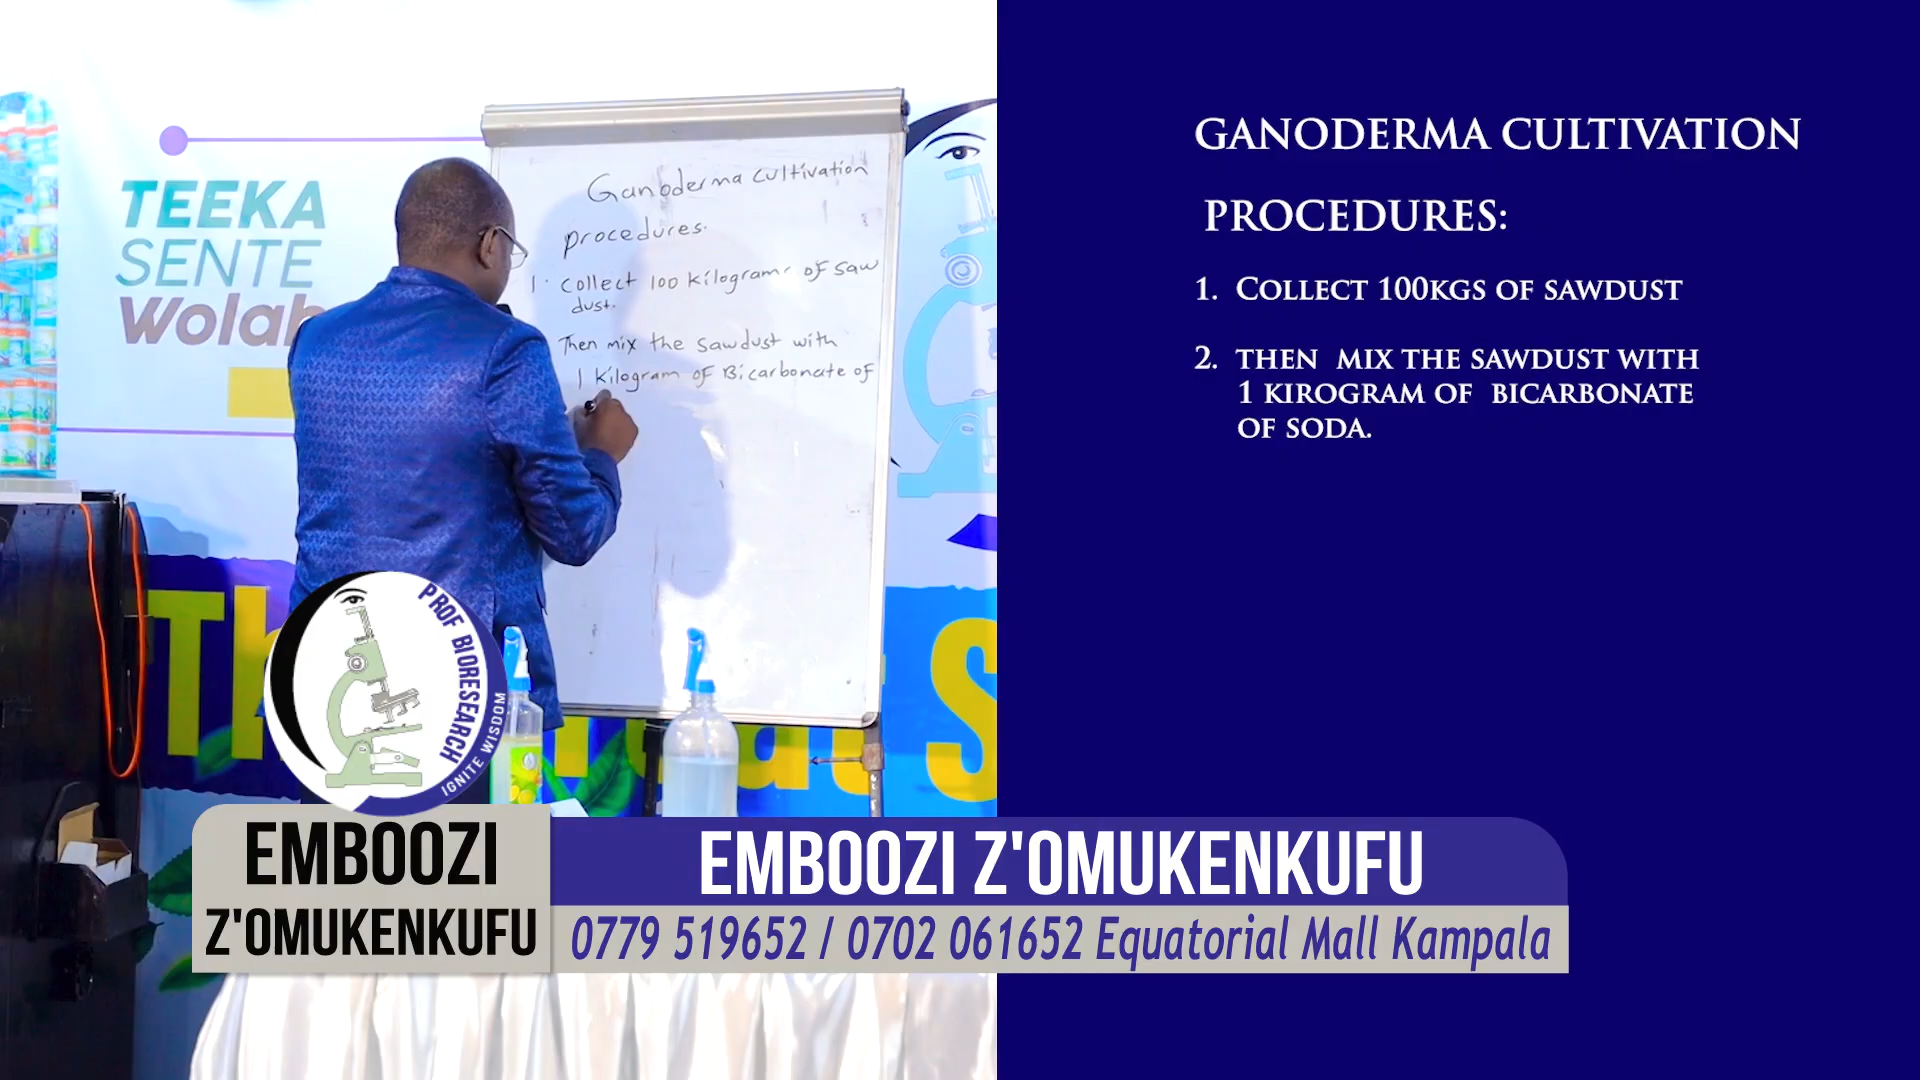 TEEKA
SENTE
Ganoderma cultivation
procedures.
1. collect 100 kilograms of saw
dust.
Then mix the sawdust with
1 kilogram of Bicarbonate of
GANODERMA CULTIVATION
PROCEDURES:
1. COLLECT 100KGS OF SAWDUST
2. THEN MIX THE SAWDUST WITH
1 KIROGRAM OF BICARBONATE
OF SODA.
PROF BIORESEARCH
IGNITE WISDOM
EMBOOZI
Z'OMUKENKUFU
EMBOOZI Z'OMUKENKUFU
0779 519652 / 0702 061652 Equatorial Mall Kampala